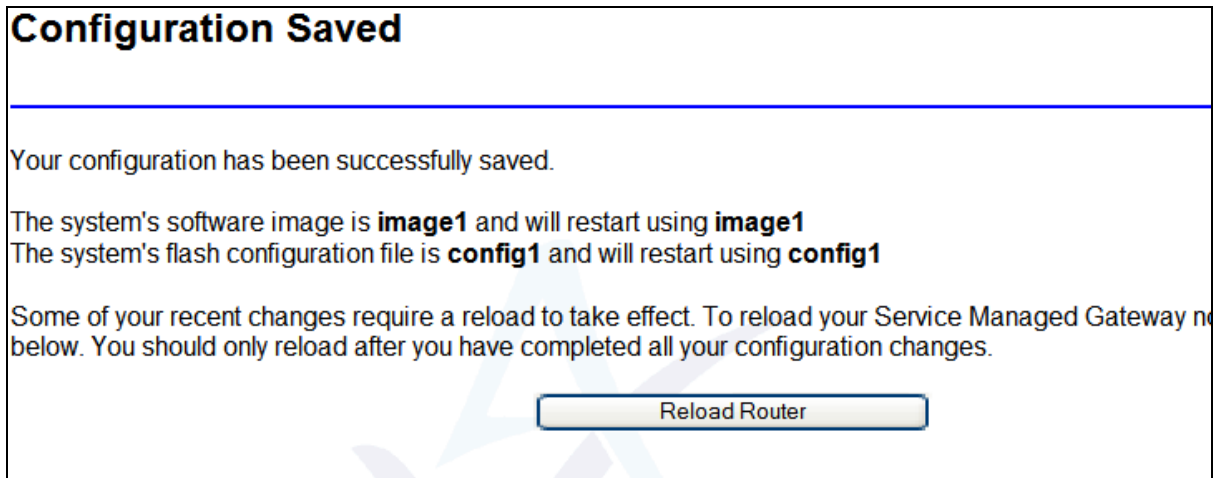 Configuration Saved
Your configuration has been successfully saved.
The system's software image is image1 and will restart using image1
The system's flash configuration file is config1 and will restart using config1
Some of your recent changes require a reload to take effect. To reload your Service Managed Gateway
below. You should only reload after you have completed all your configuration changes.
Reload Router